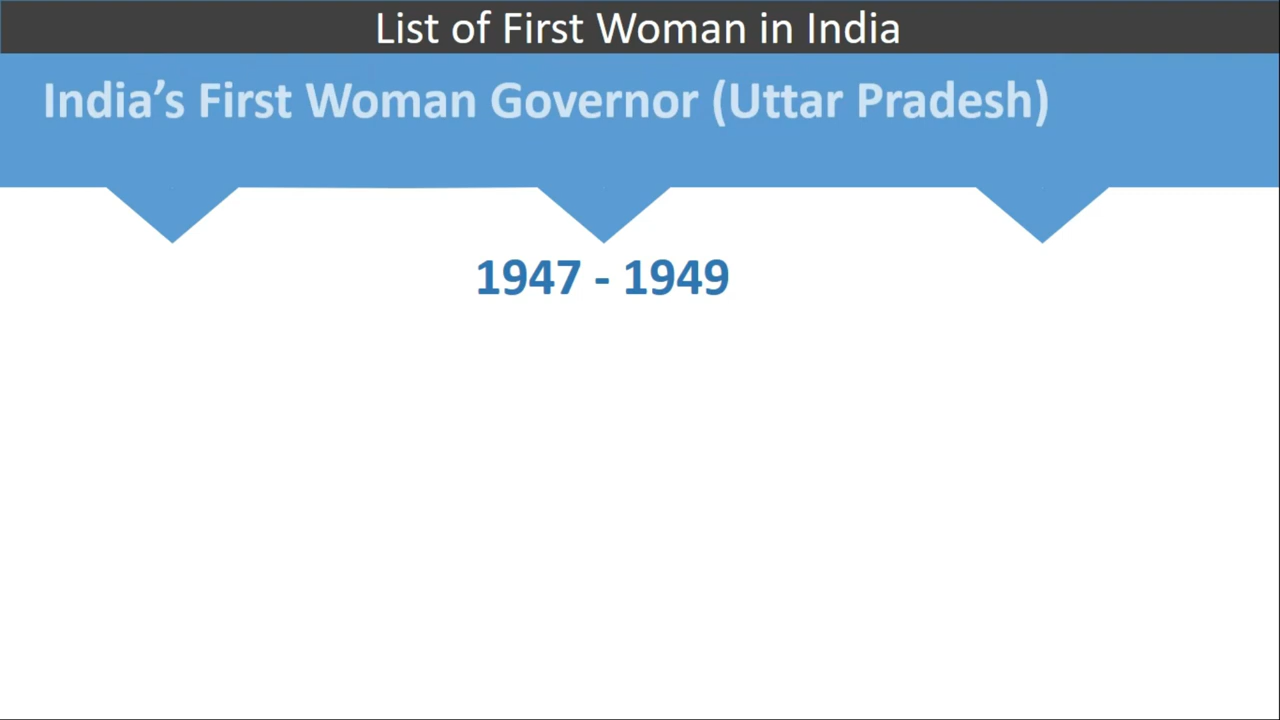 List of First Woman in India
India’s First Woman Governor (Uttar Pradesh)
1947 - 1949